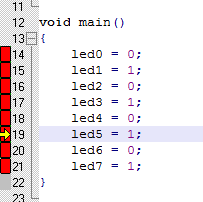 11
12 void main()
13 {
14 led0 = 0;
15 led1 = 1;
16 led2 = 0;
17 led3 = 1;
18 led4 = 0;
19 led5 = 1;
20 led6 = 0;
21 led7 = 1;
22 }
23